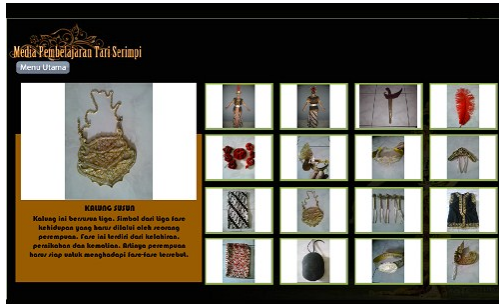 Media Pembelajaran Tari Serimpi
Menu Utama
KALUNG SUSUN
Kalung ini bersusun tiga. Simbol dari tiga fase
kehidupan yang harus dilalui oleh seorang
perempuan. Fase ini terdiri dari kelahiran,
pernikahan dan kematian. Artinya perempuan
harus siap untuk menghadapi fase-fase tersebut.